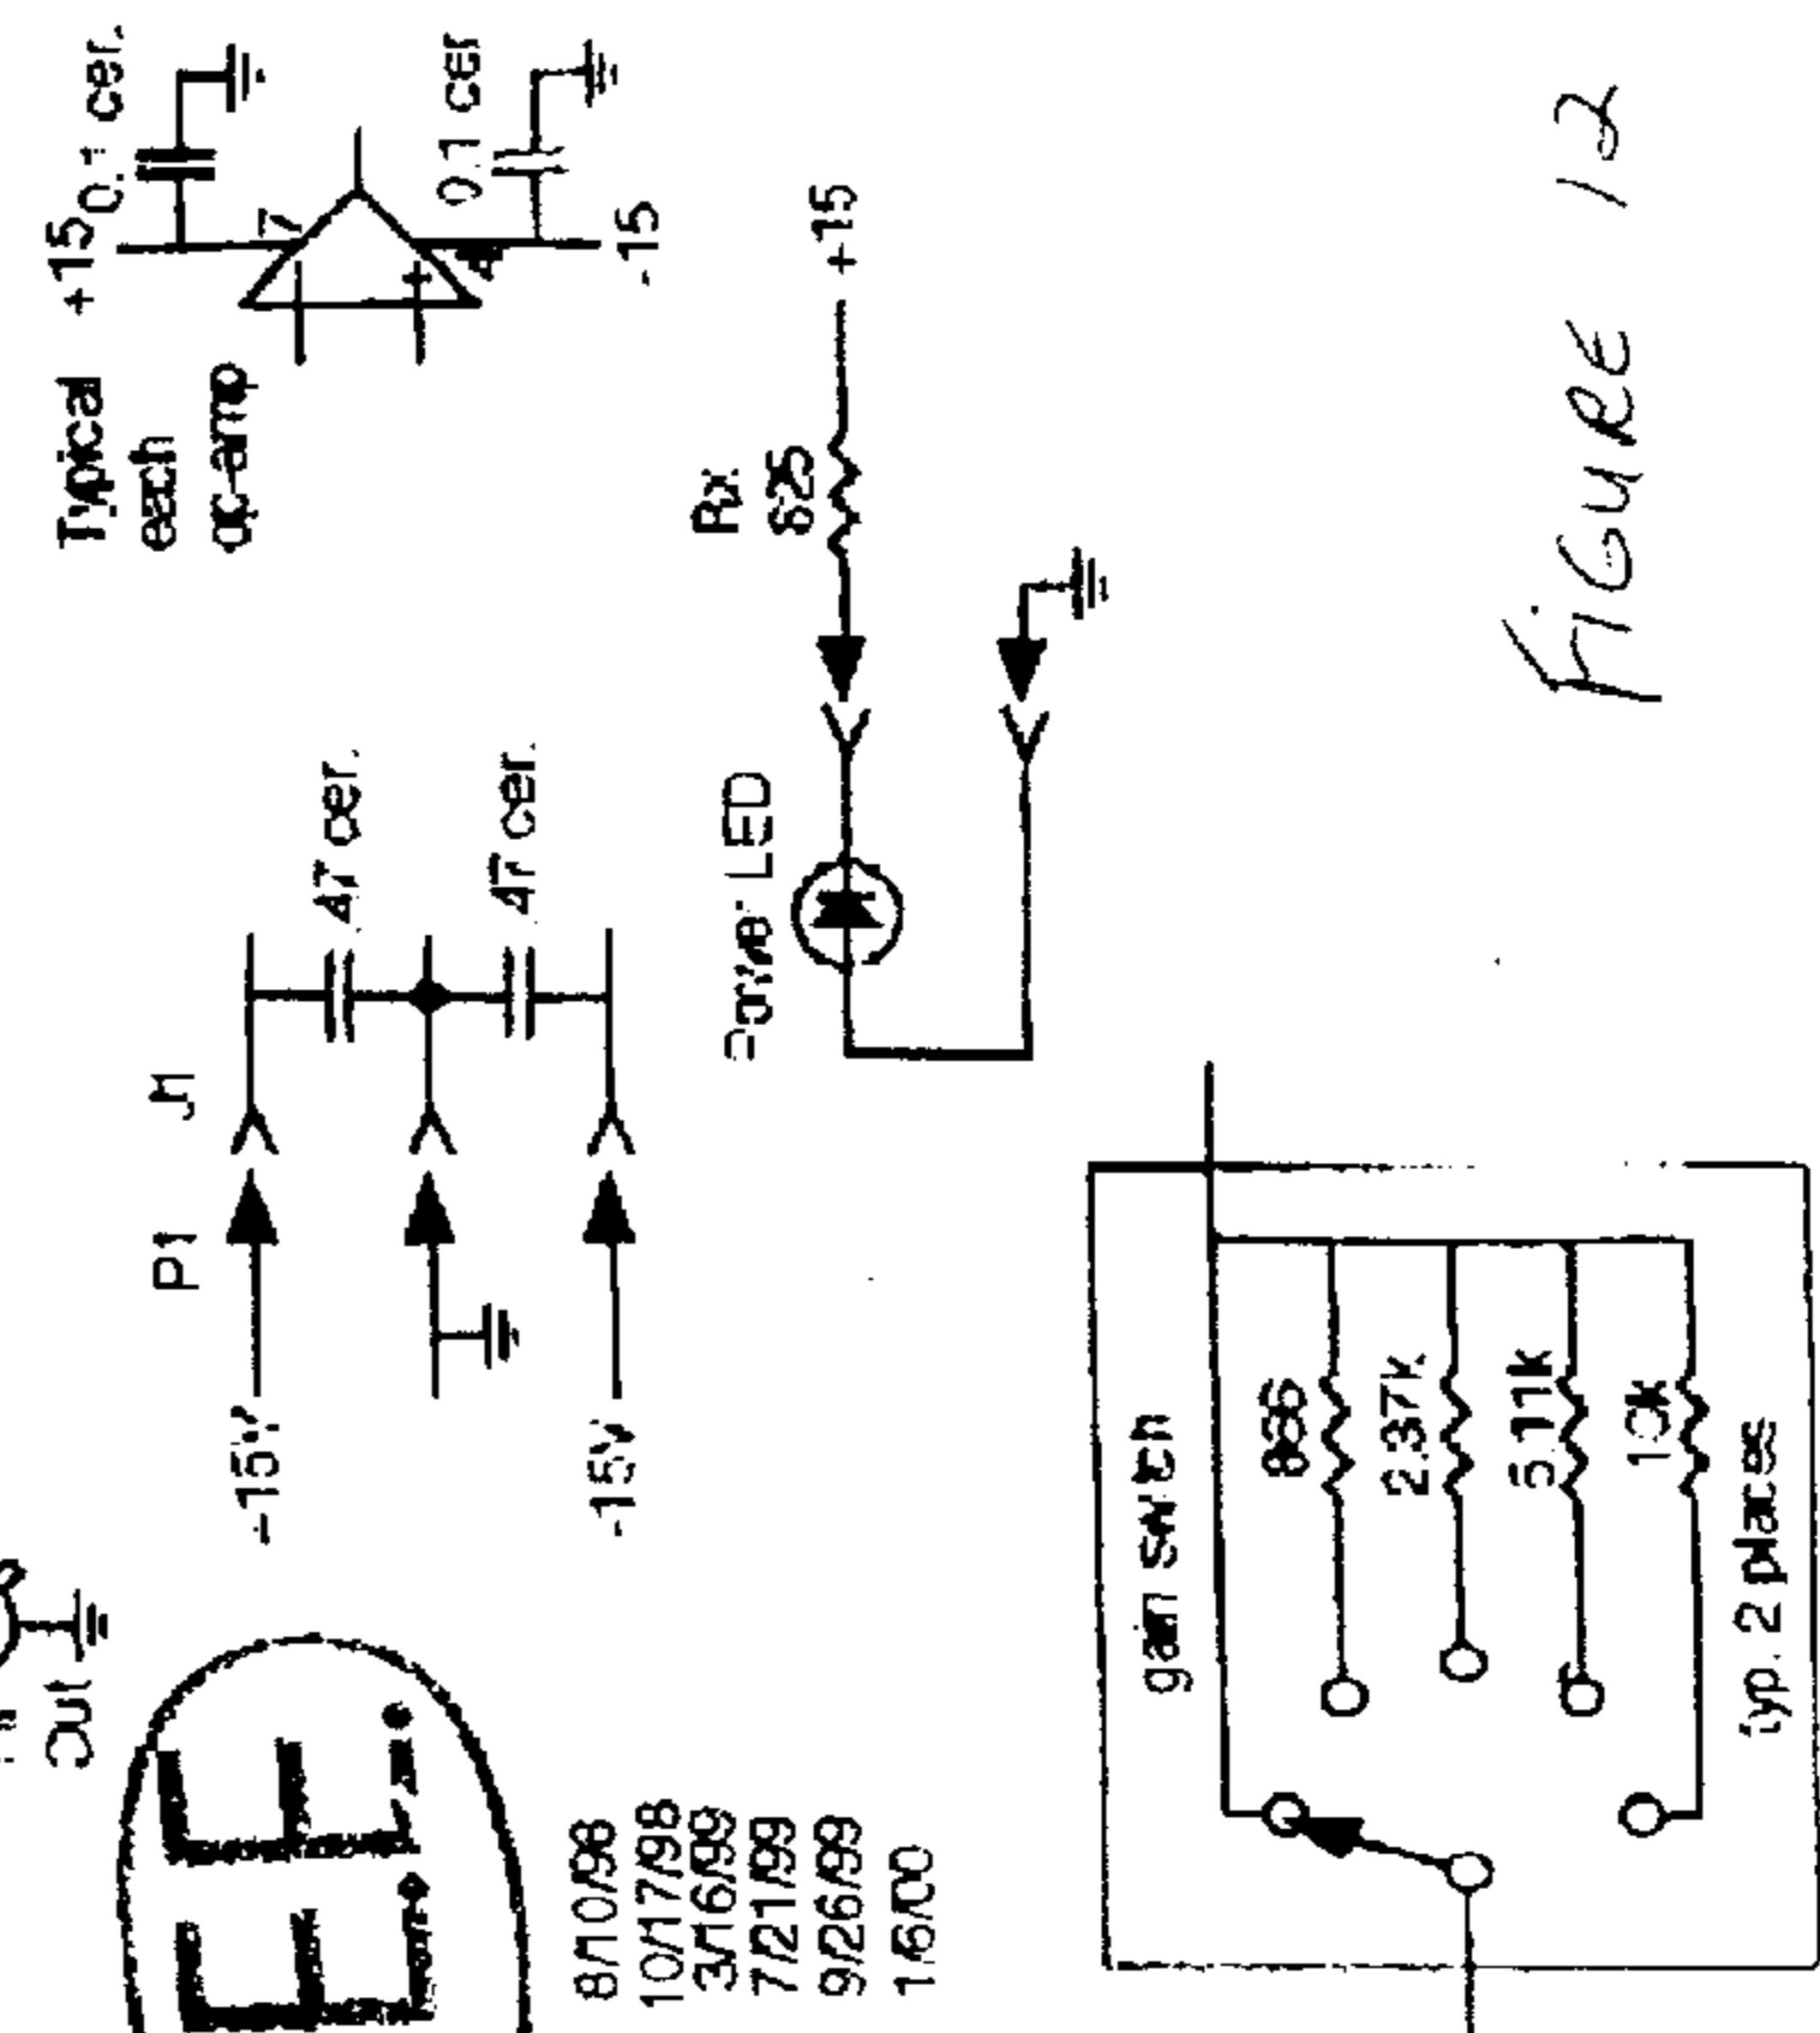 Typical
each
op-amp
+15
0.1 cer.
7
4
0.1 cer
-15
Rx
825
+15
Power LED
P1
J1
-15V
.47 cer.
.47 cer.
-15V
Out
E.E.
8/10/98
10/17/98
3/16/99
7/21/99
9/26/99
1/6/00
gain switch
2.37K
5.11K
10K
typ. 2 places
FIGURE 12